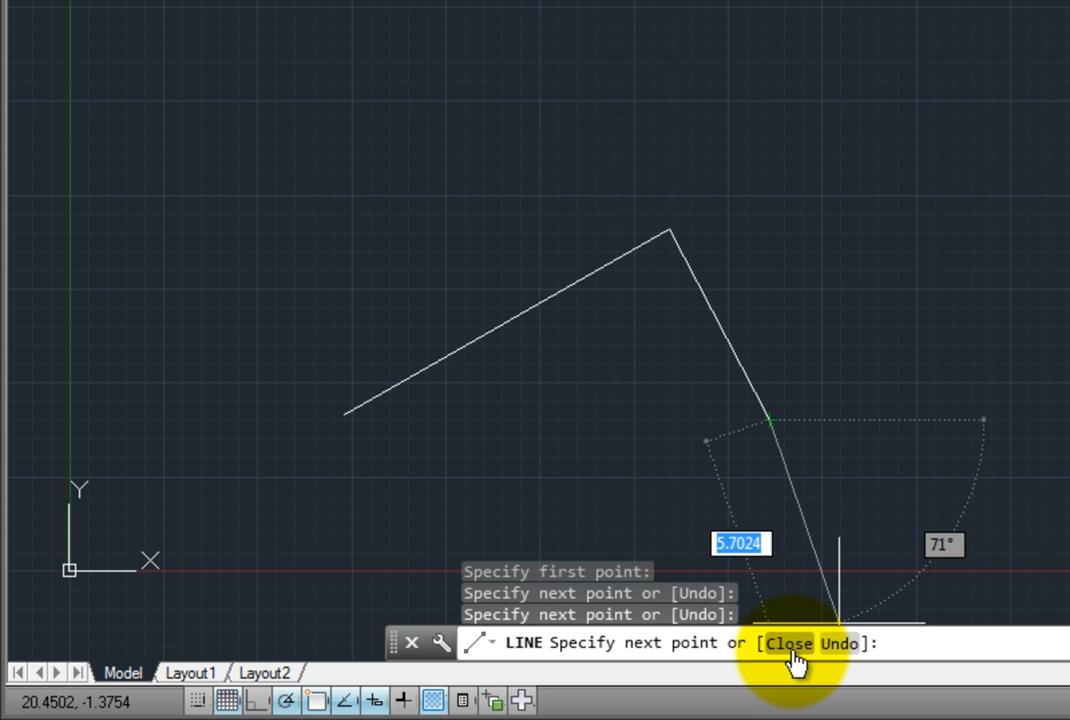 Y
X
5.7024
71°
Specify first point:
Specify next point or [Undo]:
Specify next point or [Undo]:
LINE Specify next point or [Close Undo]:
Model Layout1 Layout2
20.4502, -1.3754